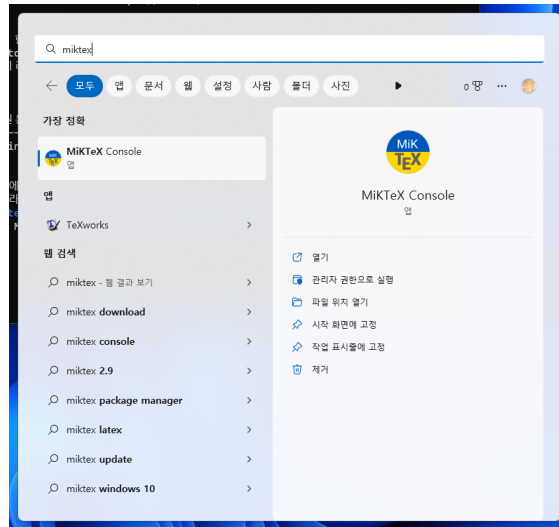 miktex
모두 앱 문서 웹 설정 사람 폴더 사진
0
가장 정확
MiKTeX Console
앱
앱
TeXworks
웹 검색
miktex - 웹 결과 보기
miktex download
miktex console
miktex 2.9
miktex package manager
miktex latex
miktex update
miktex windows 10
MiK
TEX
MiKTeX Console
앱
열기
관리자 권한으로 실행
파일 위치 열기
시작 화면에 고정
작업 표시줄에 고정
제거